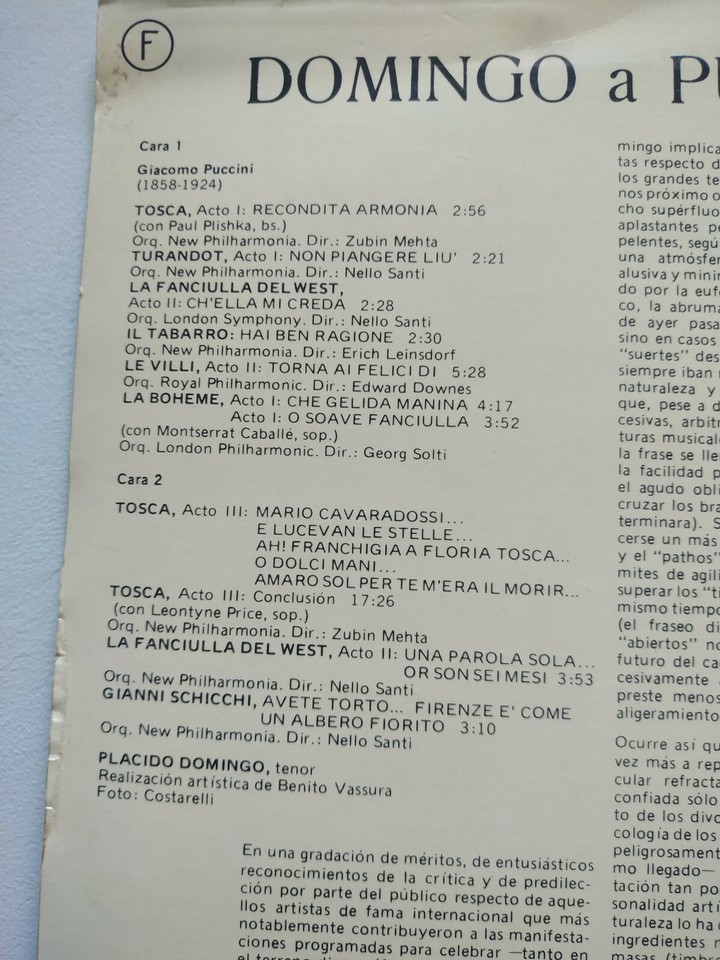 F
DOMINGO a
Cara 1
Giacomo Puccini
(1858-1924)
TOSCA, Acto I: RECONDITA ARMONIA 2:56
(con Paul Plishka, bs.)
Orq. New Philharmonia. Dir.: Zubin Mehta
TURANDOT, Acto I: NON PIANGERE LIU' 2:21
Orq. New Philharmonia. Dir.: Nello Santi
LA FANCIULLA DEL WEST,
Acto II: CH'ELLA MI CREDA 2:28
Orq. London Symphony. Dir.: Nello Santi
IL TABARRO: HAI BEN RAGIONE 2:30
Orq. New Philharmonia. Dir.: Erich Leinsdorf
LE VILLI, Acto II: TORNA AI FELICI DI 5:28
Orq. Royal Philharmonic. Dir.: Edward Downes
LA BOHEME, Acto I: CHE GELIDA MANINA 4:17
Acto I: O SOAVE FANCIULLA 3:52
(con Montserrat Caballé, sop.)
Orq. London Philharmonic. Dir.: Georg Solti
Cara 2
TOSCA, Acto III: MARIO CAVARADOSSI...
E LUCEVAN LE STELLE...
AH! FRANCHIGIA A FLORIA TOSCA...
O DOLCI MANI...
AMARO SOL PER TE M'ERA IL MORIR...
TOSCA, Acto III: Conclusión 17:26
(con Leontyne Price, sop.)
Orq. New Philharmonia. Dir.: Zubin Mehta
LA FANCIULLA DEL WEST, Acto II: UNA PAROLA SOLA...
OR SON SEI MESI 3:53
Orq. New Philharmonia. Dir.: Nello Santi
GIANNI SCHICCHI, AVETE TORTO... FIRENZE E' COME
UN ALBERO FIORITO 3:10
Orq. New Philharmonia. Dir.: Nello Santi
PLACIDO DOMINGO, tenor
Realización artística de Benito Vassura
Foto: Costarelli
En una gradación de méritos, de entusiásticos
reconocimientos de la crítica y de predilec-
ción por parte del público respecto de aque-
llos artistas de fama internacional que más
notablemente contribuyeron a las manifesta-
ciones programadas para celebrar —tanto en
mingo implica
tas respecto d
los grandes te
nos próximo o
cho supérfluo
aplastantes pe
pelentes, segú
una atmósfer
alusiva y minin
do por la eufo
co, la abruma
de ayer pasa
sino en casos
"suertes" des
siempre iban
naturaleza y
que, pese a d
cesivas, arbitr
turas musicale
la frase se lle
la facilidad p
el agudo obli
cruzar los bra
terminara). S
cerse un más
y el "pathos"
mites de agili
superar los "ti
mismo tiempo
(el fraseo di
"abiertos" no
futuro del ca
cesivamente
preste menos
aligeramiento
Ocurre así qu
vez más a rep
cular refracta
confiada sólo
to de los divo
cología de los
peligrosament
mo llegado—
tación tan po
sonalidad artí
turaleza lo ha
ingredientes
masas (timbr